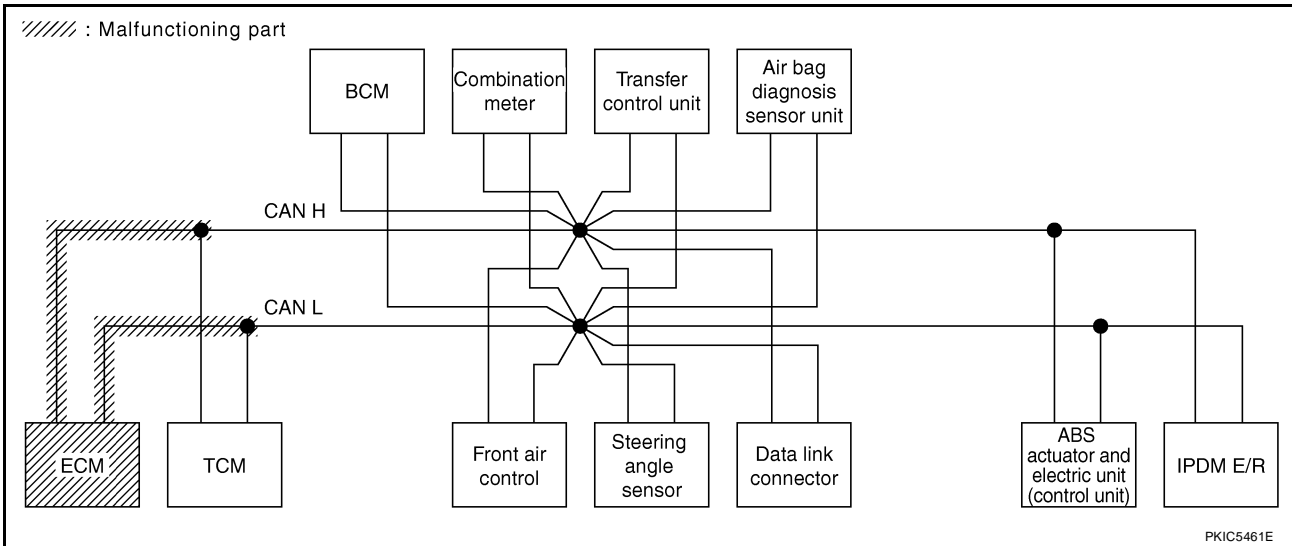 : Malfunctioning part
BCM
Combination
meter
Transfer
control unit
Air bag
diagnosis
sensor unit
CAN H
CAN L
ECM
TCM
Front air
control
Steering
angle
sensor
Data link
connector
ABS
actuator and
electric unit
(control unit)
IPDM E/R
PKIC5461E